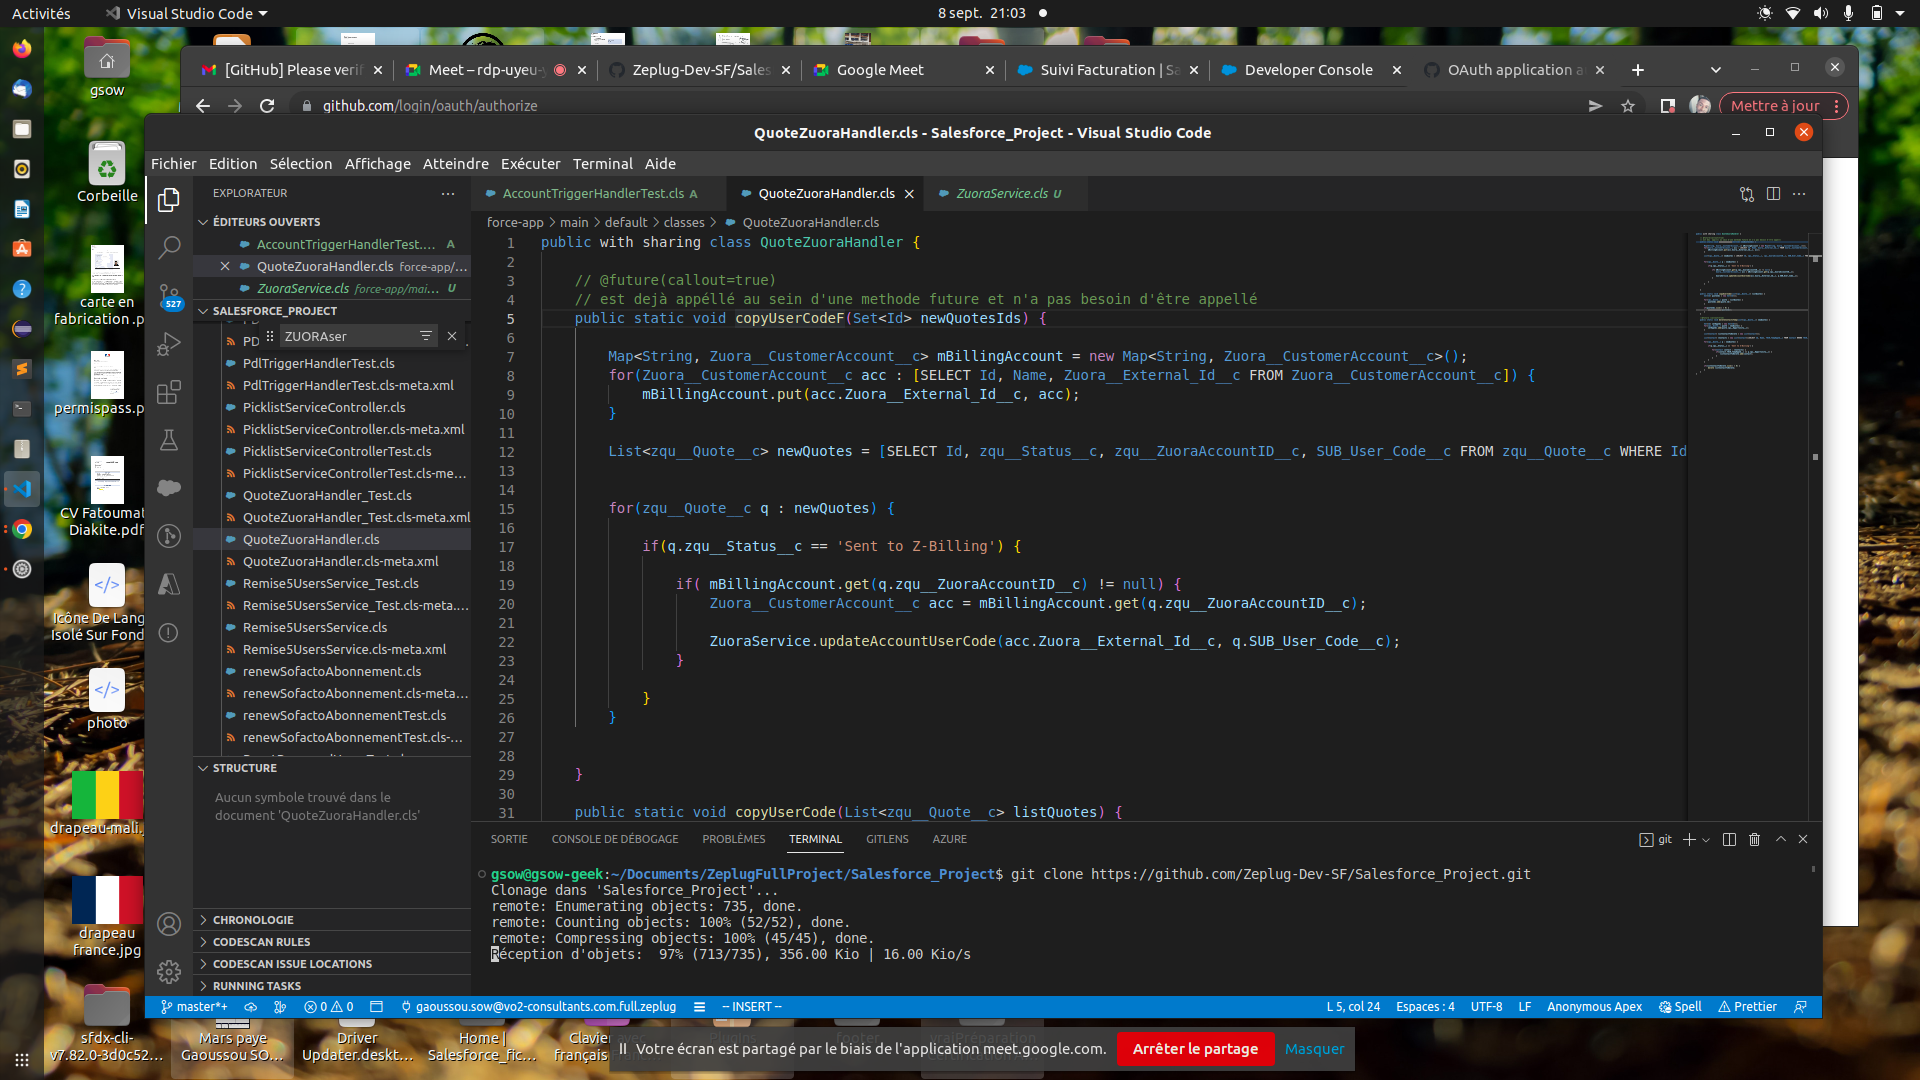 Activités
Visual Studio Code
8 sept. 21:03
gsow
Corbeille
carte en
fabrication .p
permispass.p
CV Fatoumat
Diakite.pdf
Icône De Lang
Isolé Sur Fond
photo
drapeau-mali.
drapeau
france.jpg
sfdx-cli-
v7.82.0-3d0c52...
Mars paye
Gaoussou SO...
Driver
Updater.deskt...
Home |
Salesforce_fic...
Clavier
français
[GitHub] Please verif
Meet – rdp-uyeu-
Zeplug-Dev-SF/Sales
Google Meet
Suivi Facturation | Sa
Developer Console
OAuth application a
github.com/login/oauth/authorize
Mettre à jour
QuoteZuoraHandler.cls - Salesforce_Project - Visual Studio Code
Fichier Edition Sélection Affichage Atteindre Exécuter Terminal Aide
EXPLORATEUR
ÉDITEURS OUVERTS
AccountTriggerHandlerTest.... A
QuoteZuoraHandler.cls force-app/...
ZuoraService.cls force-app/mai... U
527
SALESFORCE_PROJECT
ZUORAser
PdlTriggerHandlerTest.cls
PdlTriggerHandlerTest.cls-meta.xml
PicklistServiceController.cls
PicklistServiceController.cls-meta.xml
PicklistServiceControllerTest.cls
PicklistServiceControllerTest.cls-me...
QuoteZuoraHandler_Test.cls
QuoteZuoraHandler_Test.cls-meta.xml
QuoteZuoraHandler.cls
QuoteZuoraHandler.cls-meta.xml
Remise5UsersService_Test.cls
Remise5UsersService_Test.cls-meta....
Remise5UsersService.cls
Remise5UsersService.cls-meta.xml
renewSofactoAbonnement.cls
renewSofactoAbonnement.cls-meta...
renewSofactoAbonnementTest.cls
renewSofactoAbonnementTest.cls-...
STRUCTURE
Aucun symbole trouvé dans le
document 'QuoteZuoraHandler.cls'
CHRONOLOGIE
CODESCAN RULES
CODESCAN ISSUE LOCATIONS
RUNNING TASKS
AccountTriggerHandlerTest.cls A
QuoteZuoraHandler.cls
ZuoraService.cls U
force-app > main > default > classes > QuoteZuoraHandler.cls
1 public with sharing class QuoteZuoraHandler {
2
3 // @future(callout=true)
4 // est dejà appéllé au sein d'une methode future et n'a pas besoin d'être appellé
5 public static void copyUserCodeF(Set<Id> newQuotesIds) {
6
7 Map<String, Zuora__CustomerAccount__c> mBillingAccount = new Map<String, Zuora__CustomerAccount__c>();
8 for(Zuora__CustomerAccount__c acc : [SELECT Id, Name, Zuora__External_Id__c FROM Zuora__CustomerAccount__c]) {
9 mBillingAccount.put(acc.Zuora__External_Id__c, acc);
10 }
11
12 List<zqu__Quote__c> newQuotes = [SELECT Id, zqu__Status__c, zqu__ZuoraAccountID__c, SUB_User_Code__c FROM zqu__Quote__c WHERE Id
13
14
15 for(zqu__Quote__c q : newQuotes) {
16
17 if(q.zqu__Status__c == 'Sent to Z-Billing') {
18
19 if( mBillingAccount.get(q.zqu__ZuoraAccountID__c) != null) {
20 Zuora__CustomerAccount__c acc = mBillingAccount.get(q.zqu__ZuoraAccountID__c);
21
22 ZuoraService.updateAccountUserCode(acc.Zuora__External_Id__c, q.SUB_User_Code__c);
23 }
24
25 }
26 }
27
28
29 }
30
31 public static void copyUserCode(List<zqu__Quote__c> listQuotes) {
SORTIE CONSOLE DE DÉBOGAGE PROBLÈMES TERMINAL GITLENS AZURE
git
gsow@gsow-geek:~/Documents/ZeplugFullProject/Salesforce_Project$ git clone https://github.com/Zeplug-Dev-SF/Salesforce_Project.git
Clonage dans 'Salesforce_Project'...
remote: Enumerating objects: 735, done.
remote: Counting objects: 100% (52/52), done.
remote: Compressing objects: 100% (45/45), done.
Réception d'objets:  97% (713/735), 356.00 Kio | 16.00 Kio/s
master*+
0 0
gaoussou.sow@vo2-consultants.com.full.zeplug
-- INSERT --
L 5, col 24 Espaces : 4 UTF-8 LF Anonymous Apex Spell Prettier
Votre écran est partagé par le biais de l'application meet.google.com.
Arrêter le partage
Masquer